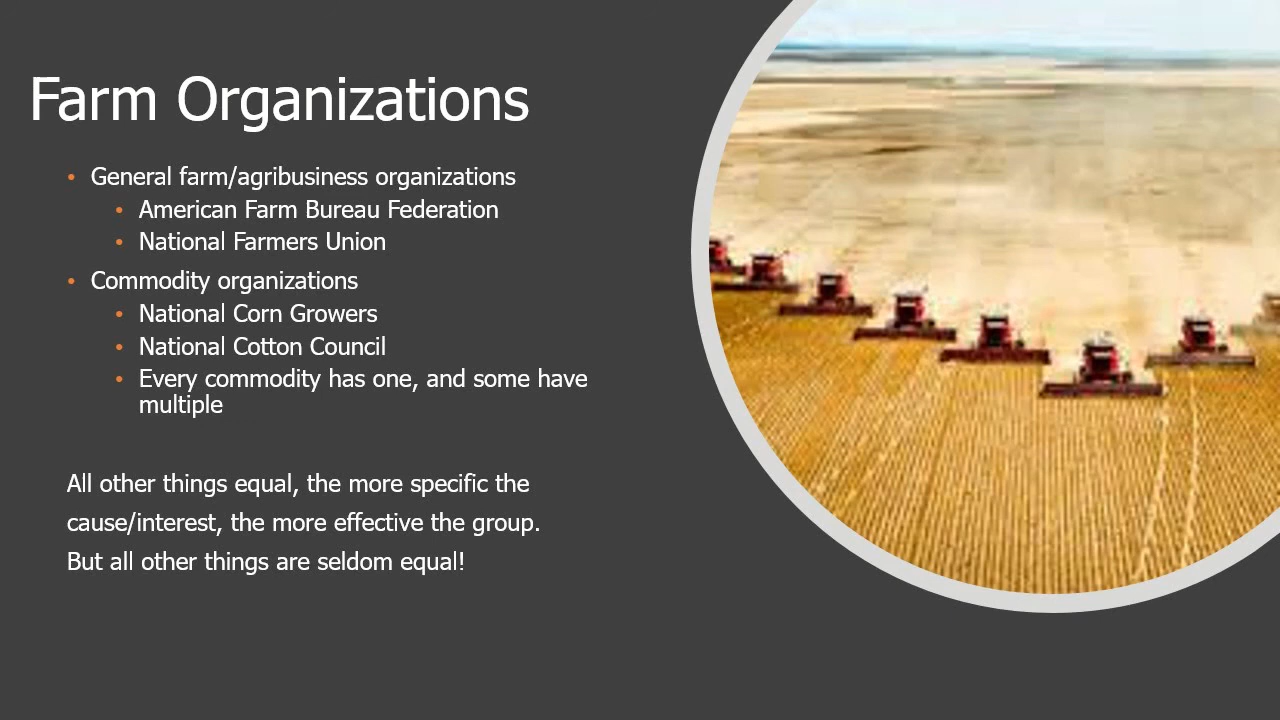 Farm Organizations
• General farm/agribusiness organizations
• American Farm Bureau Federation
• National Farmers Union
• Commodity organizations
• National Corn Growers
• National Cotton Council
• Every commodity has one, and some have
multiple
All other things equal, the more specific the
cause/interest, the more effective the group.
But all other things are seldom equal!